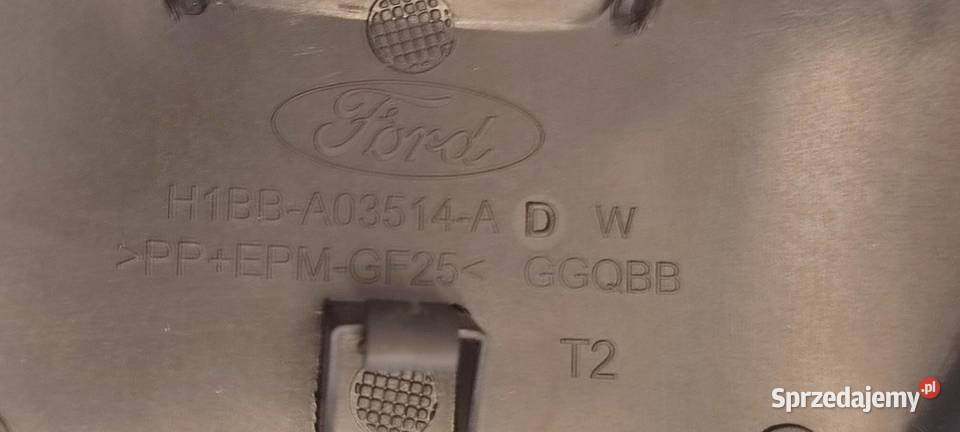 Ford
H1BB-A03514-A D W
>PP+EPM-GF25< GGQBB
T2
Sprzedajemy.pl